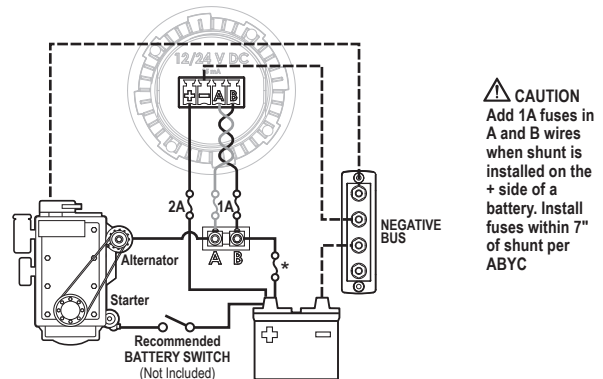 12/24 V DC
+ − A B
2A
1A
A B
*
Alternator
Starter
Recommended
BATTERY SWITCH
(Not Included)
+ −
NEGATIVE
BUS
⚠ CAUTION
Add 1A fuses in
A and B wires
when shunt is
installed on the
+ side of a
battery. Install
fuses within 7"
of shunt per
ABYC